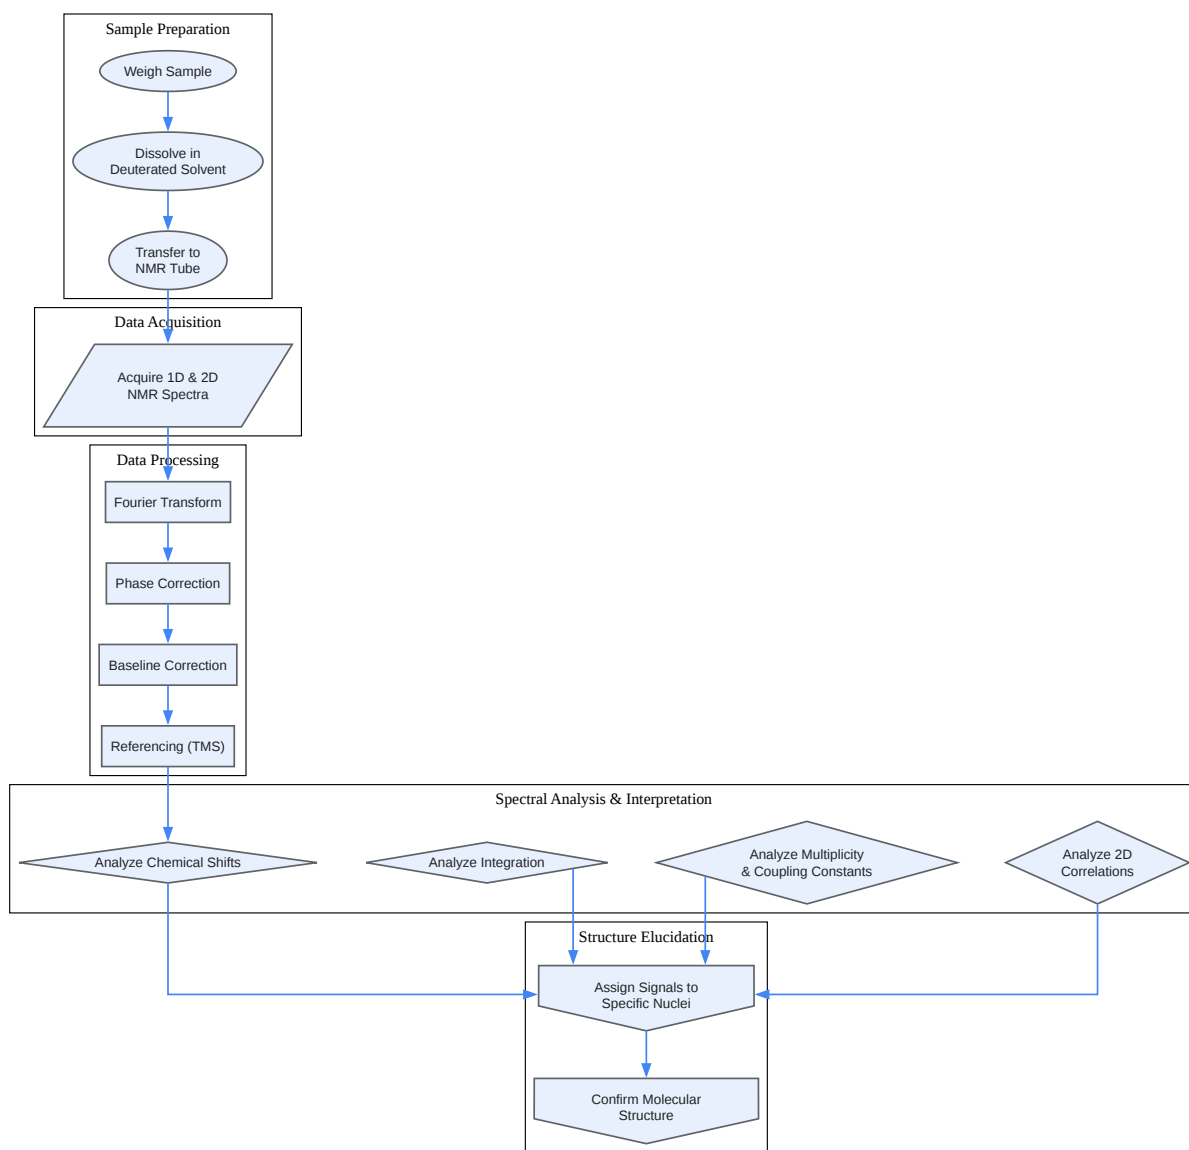 Sample Preparation
Weigh Sample
Dissolve in
Deuterated Solvent
Transfer to
NMR Tube
Data Acquisition
Acquire 1D & 2D
NMR Spectra
Data Processing
Fourier Transform
Phase Correction
Baseline Correction
Referencing (TMS)
Spectral Analysis & Interpretation
Analyze Chemical Shifts
Analyze Integration
Analyze Multiplicity
& Coupling Constants
Analyze 2D
Correlations
Structure Elucidation
Assign Signals to
Specific Nuclei
Confirm Molecular
Structure